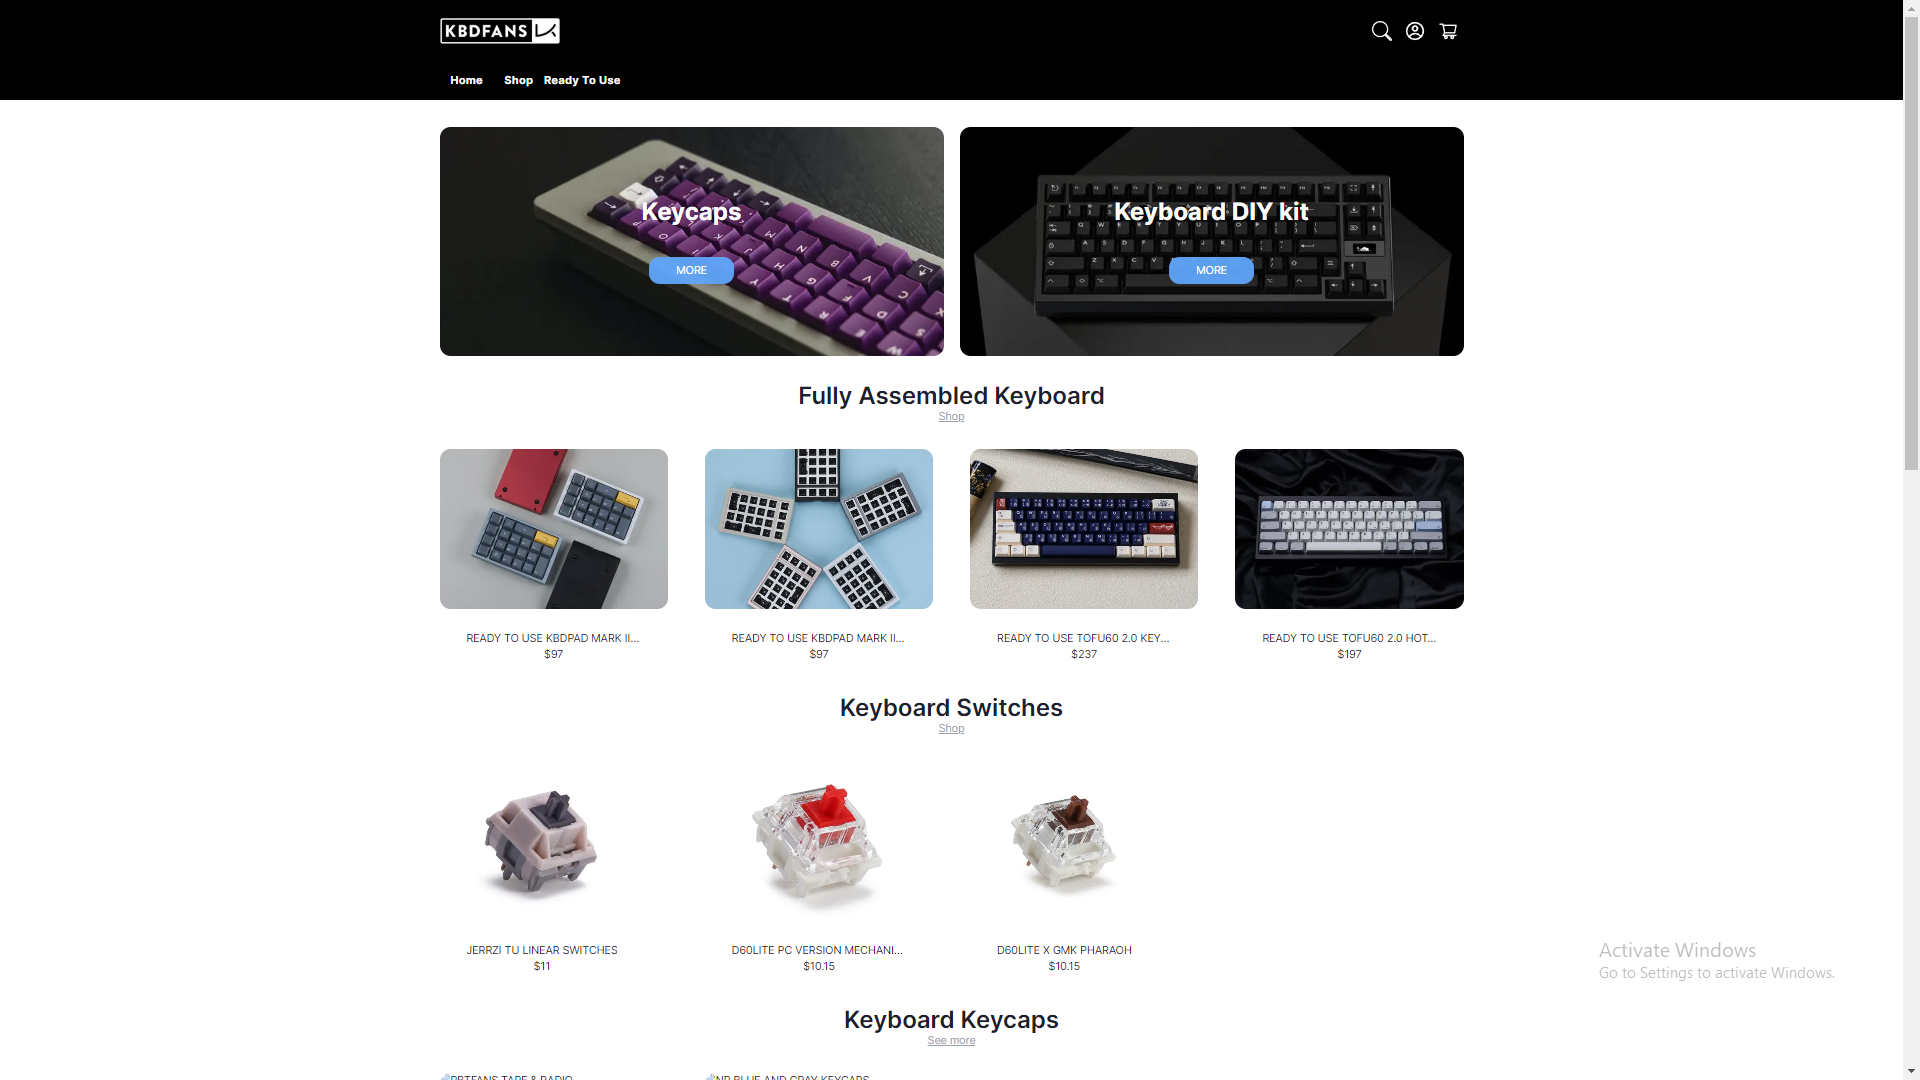 KBDFANS
Home Shop Ready To Use
Keycaps
MORE
Keyboard DIY kit
MORE
Fully Assembled Keyboard
Shop
READY TO USE KBDPAD MARK II...
$97
READY TO USE KBDPAD MARK II...
$97
READY TO USE TOFU60 2.0 KEY...
$237
READY TO USE TOFU60 2.0 HOT...
$197
Keyboard Switches
Shop
JERRZI TU LINEAR SWITCHES
$11
D60LITE PC VERSION MECHANI...
$10.15
D60LITE X GMK PHARAOH
$10.15
Activate Windows
Go to Settings to activate Windows.
Keyboard Keycaps
See more
PBTFANS TAPE & RADIO
NP BLUE AND GRAY KEYCAPS